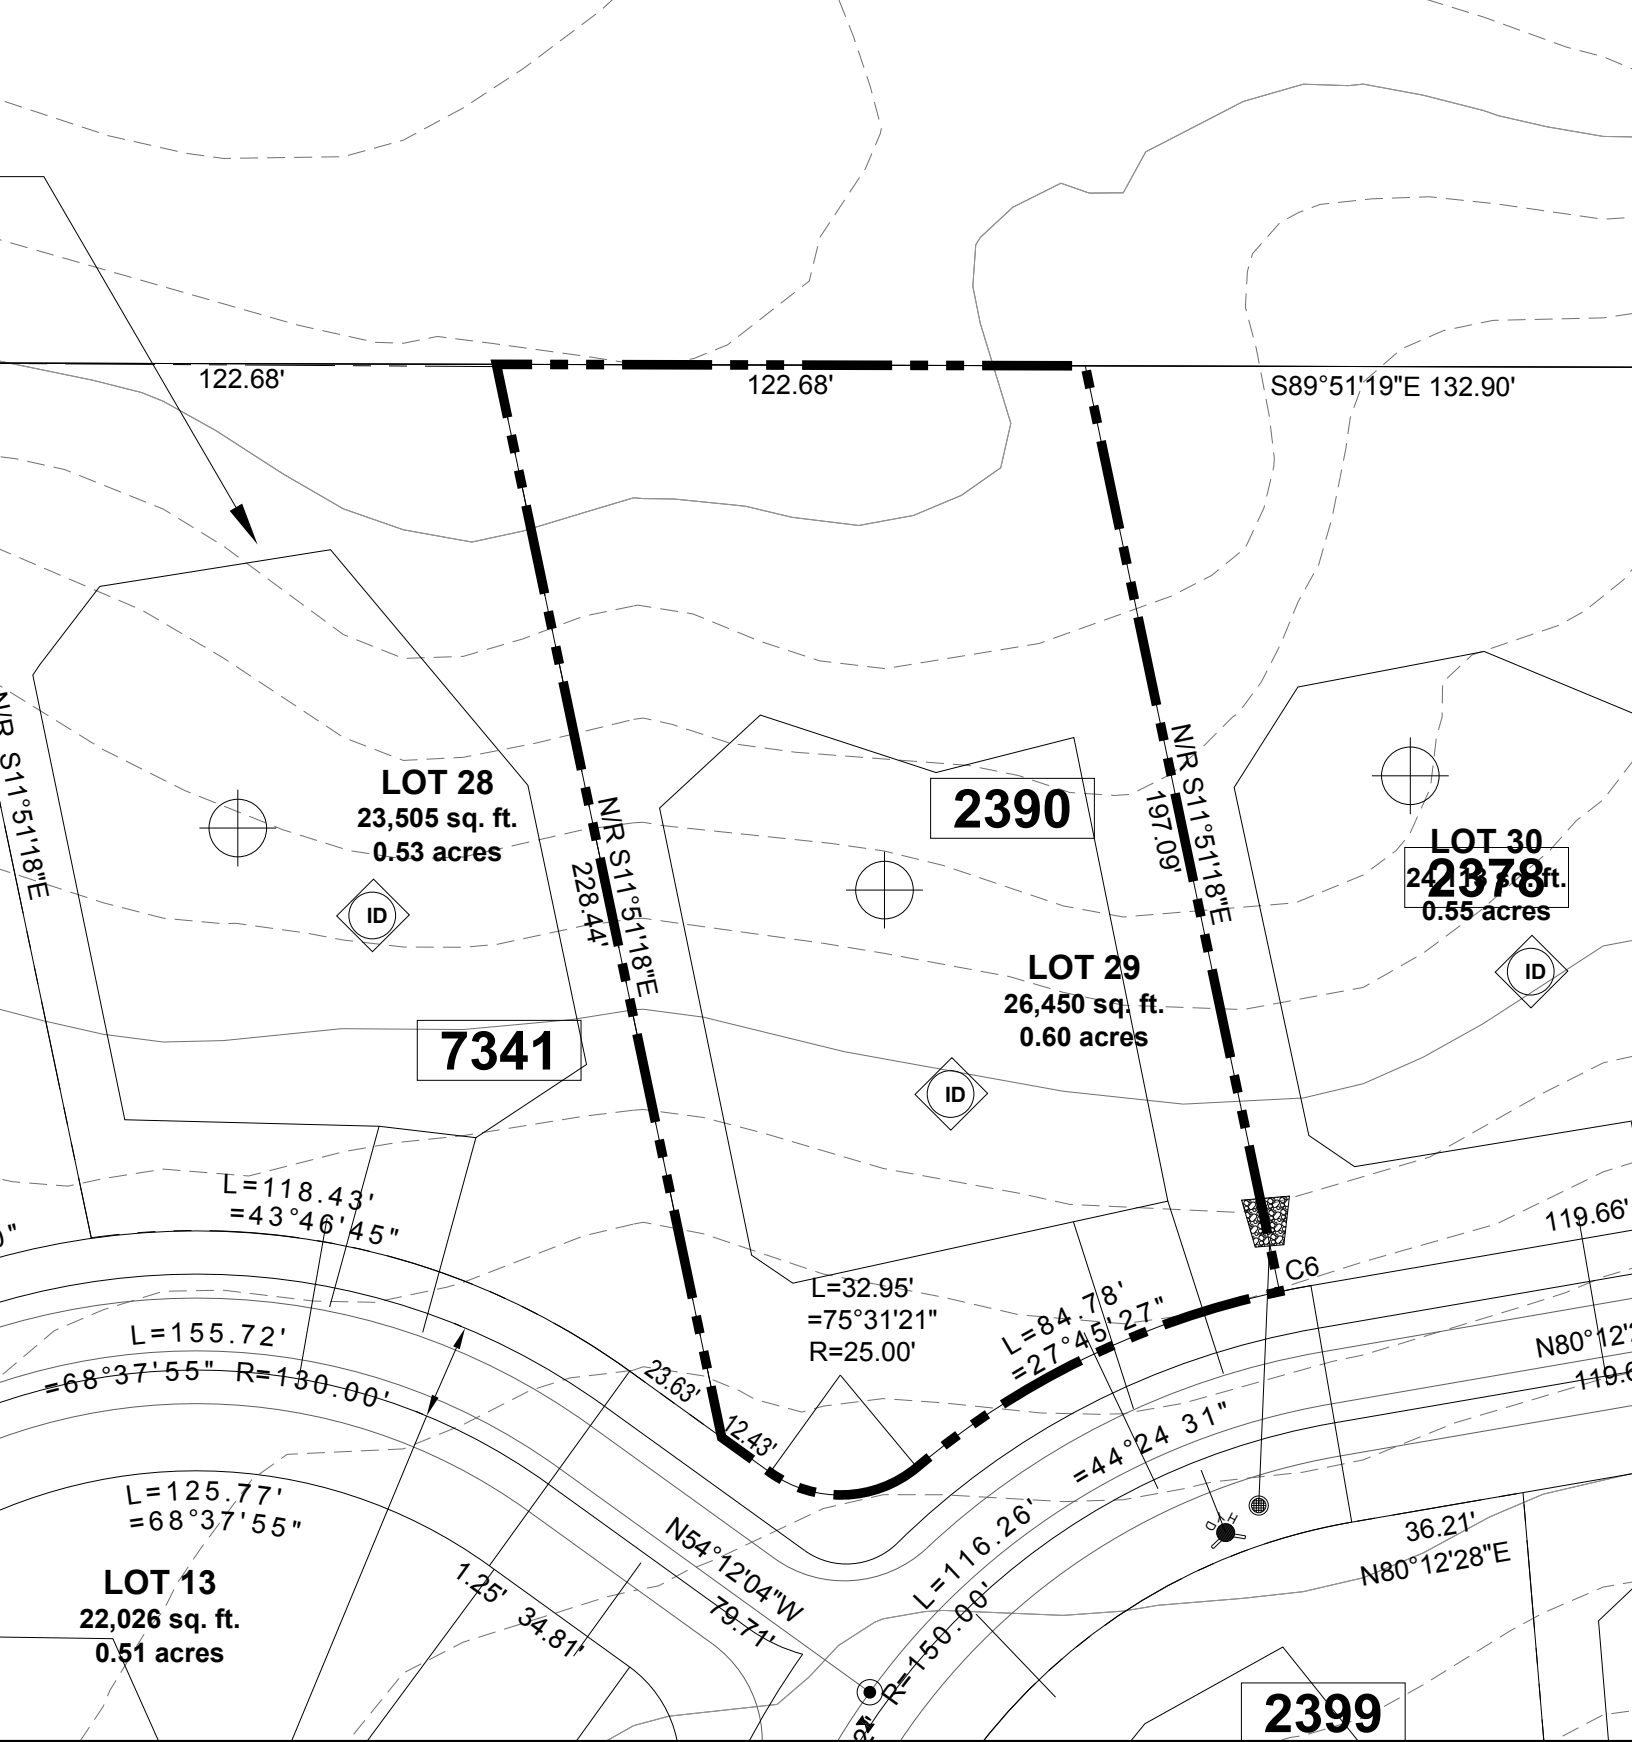 122.68'
122.68'
S89°51'19"E 132.90'
N/R S11°51'18"E
LOT 28
23,505 sq. ft.
0.53 acres
ID
7341
N/R S11°51'18"E
228.44'
2390
LOT 29
26,450 sq. ft.
0.60 acres
ID
N/R S11°51'18"E
197.09'
LOT 30
2378
0.55 acres
ID
L=118.43'
=43°46'45"
L=155.72'
=68°37'55" R=130.00'
L=125.77'
=68°37'55"
LOT 13
22,026 sq. ft.
0.51 acres
23.63'
12.43'
L=32.95'
=75°31'21"
R=25.00'
L=84.78'
=27°45'27"
C6
119.66'
N80°12'
=44°24 31"
L=116.26'
R=150.00'
N54°12'04"W
79.71'
1.25'
34.81'
HYD
36.21'
N80°12'28"E
2399